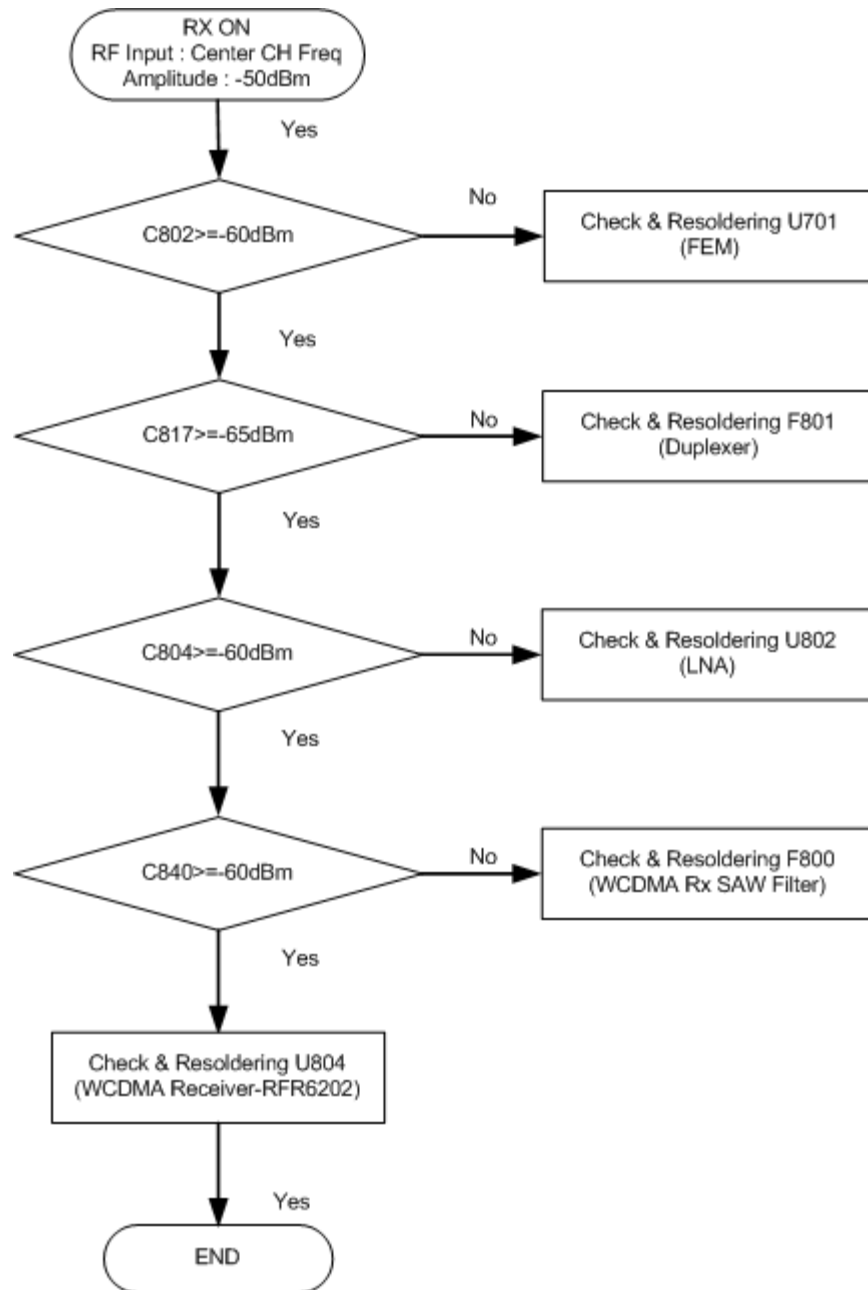 RX ON
RF Input : Center CH Freq
Amplitude : -50dBm
Yes
C802>=-60dBm
No
Check & Resoldering U701
(FEM)
Yes
C817>=-65dBm
No
Check & Resoldering F801
(Duplexer)
Yes
C804>=-60dBm
No
Check & Resoldering U802
(LNA)
Yes
C840>=-60dBm
No
Check & Resoldering F800
(WCDMA Rx SAW Filter)
Yes
Check & Resoldering U804
(WCDMA Receiver-RFR6202)
Yes
END